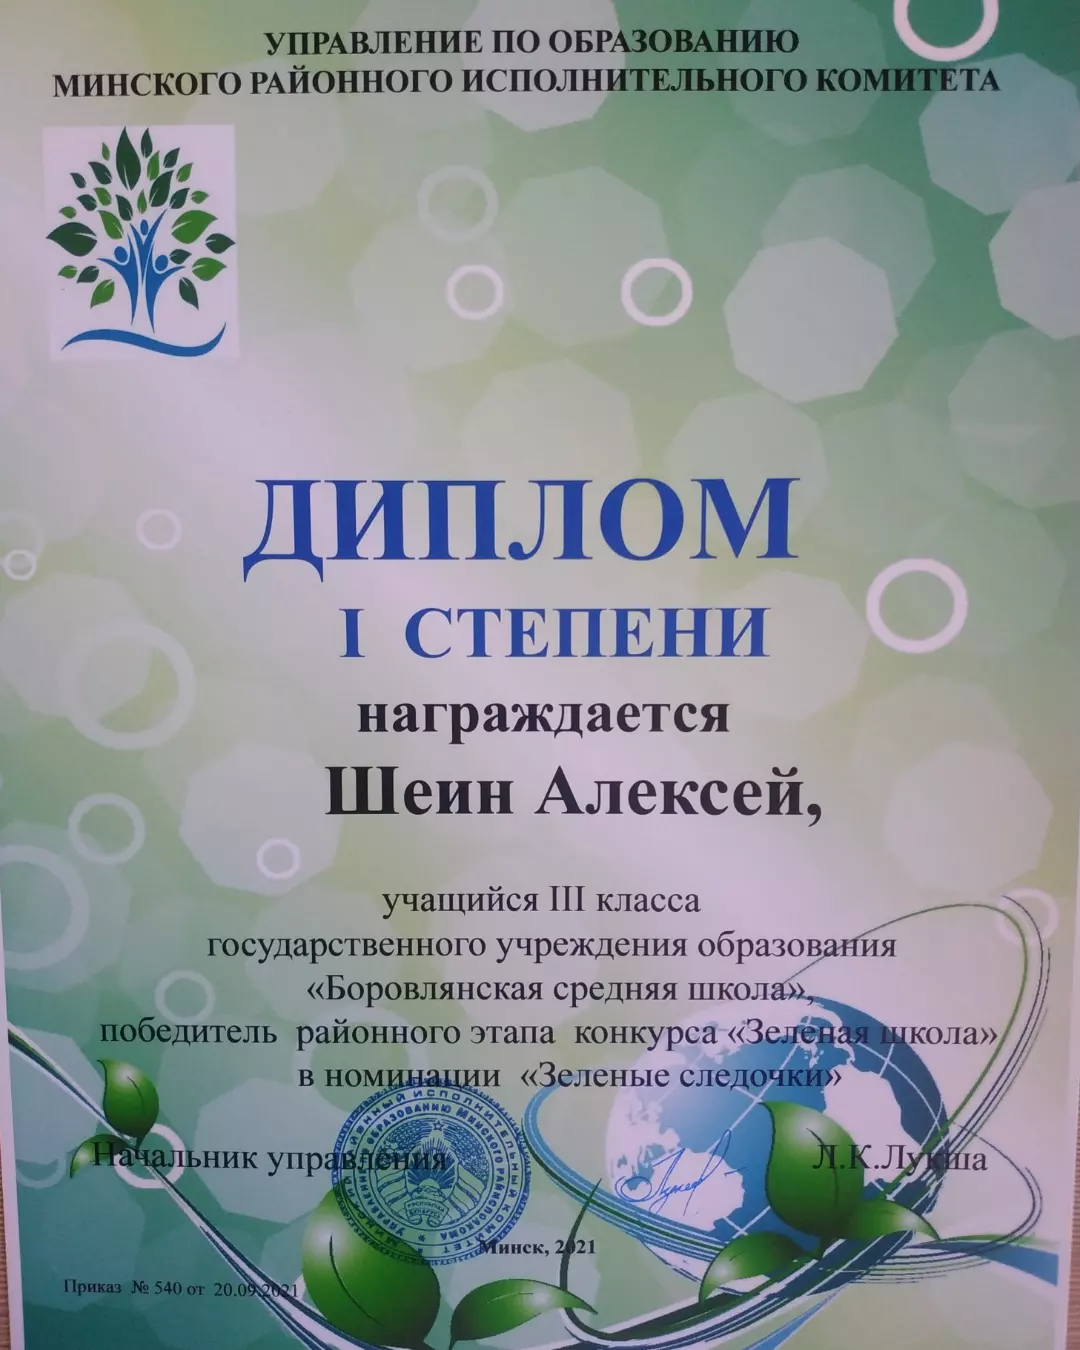 УПРАВЛЕНИЕ ПО ОБРАЗОВАНИЮ
МИНСКОГО РАЙОННОГО ИСПОЛНИТЕЛЬНОГО КОМИТЕТА
ДИПЛОМ
I СТЕПЕНИ
награждается
Шеин Алексей,
учащийся III класса
государственного учреждения образования
«Боровлянская средняя школа»,
победитель районного этапа конкурса «Зеленая школа»
в номинации «Зеленые следочки»
Начальник управления Л.К.Лукша
Минск, 2021
Приказ № 540 от 20.09.2021